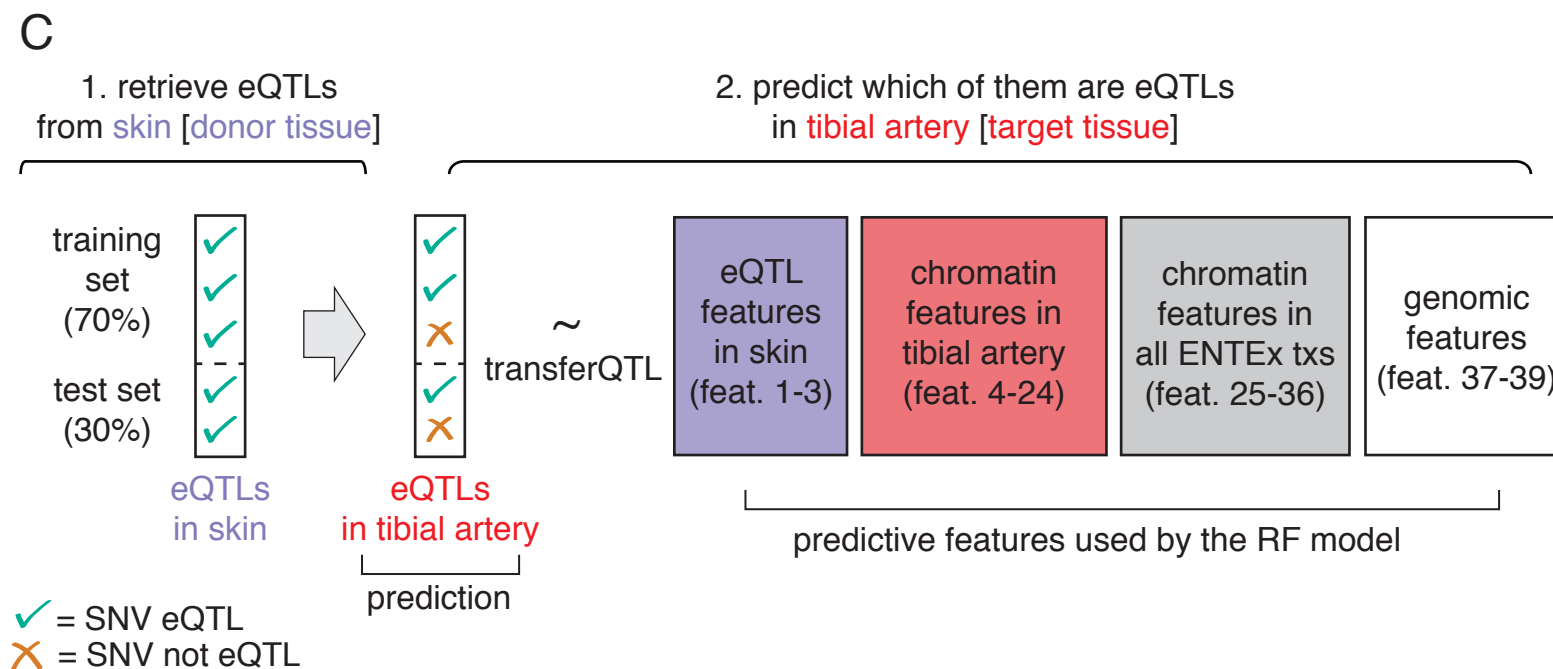 C
1. retrieve eQTLs
from skin [donor tissue]
2. predict which of them are eQTLs
in tibial artery [target tissue]
training
set
(70%)
test set
(30%)
eQTLs
in skin
eQTLs
in tibial artery
prediction
~
transferQTL
eQTL
features
in skin
(feat. 1-3)
chromatin
features in
tibial artery
(feat. 4-24)
chromatin
features in
all ENTEx txs
(feat. 25-36)
genomic
features
(feat. 37-39)
predictive features used by the RF model
= SNV eQTL
= SNV not eQTL